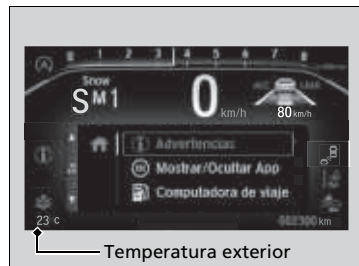 1 2 3 4 5 6 7 8
(A)
Snow
SM1
0
km/h
80 km/h
Advertencias
Mostrar/Ocultar App
Computadora de viaje
23 c
002300 km
Temperatura exterior